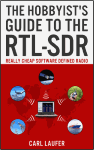 THE HOBBYIST'S
GUIDE TO THE
RTL-SDR
REALLY CHEAP SOFTWARE DEFINED RADIO
CARL LAUFER